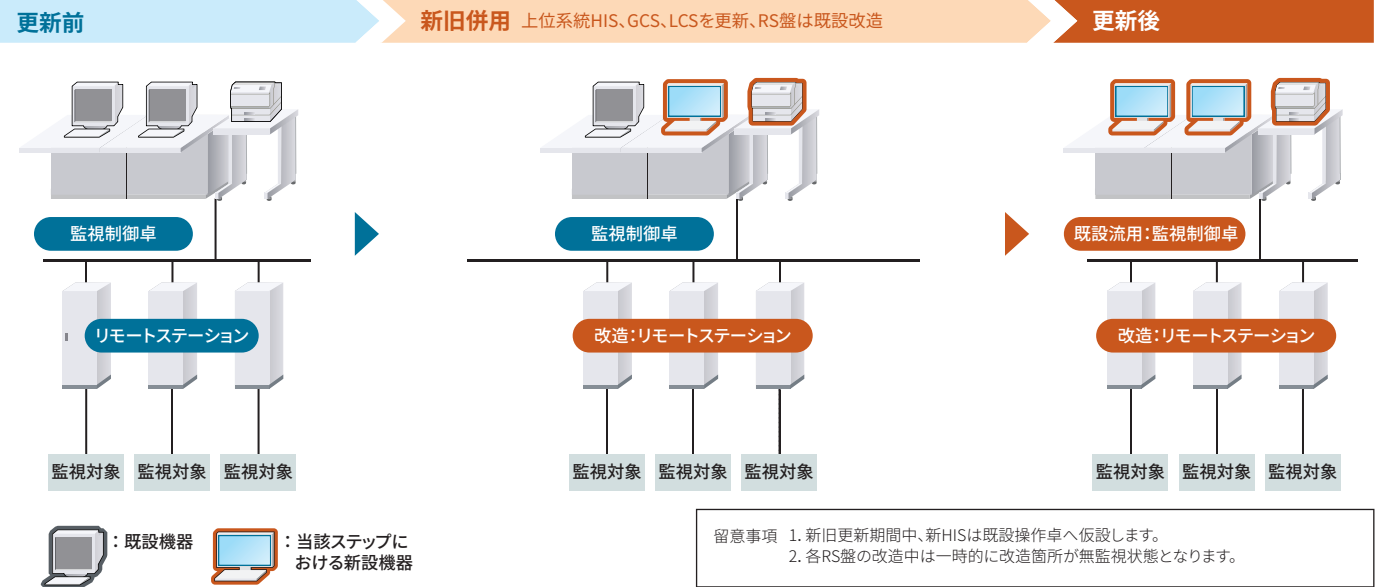 更新前
新旧併用 上位系統HIS、GCS、LCSを更新、RS盤は既設改造
更新後
監視制御卓
監視制御卓
既設流用：監視制御卓
リモートステーション
改造：リモートステーション
改造：リモートステーション
監視対象 監視対象 監視対象
監視対象 監視対象 監視対象
監視対象 監視対象 監視対象
：既設機器
：当該ステップに
おける新設機器
留意事項 1. 新旧更新期間中、新HISは既設操作卓へ仮設します。
2. 各RS盤の改造中は一時的に改造箇所が無監視状態となります。